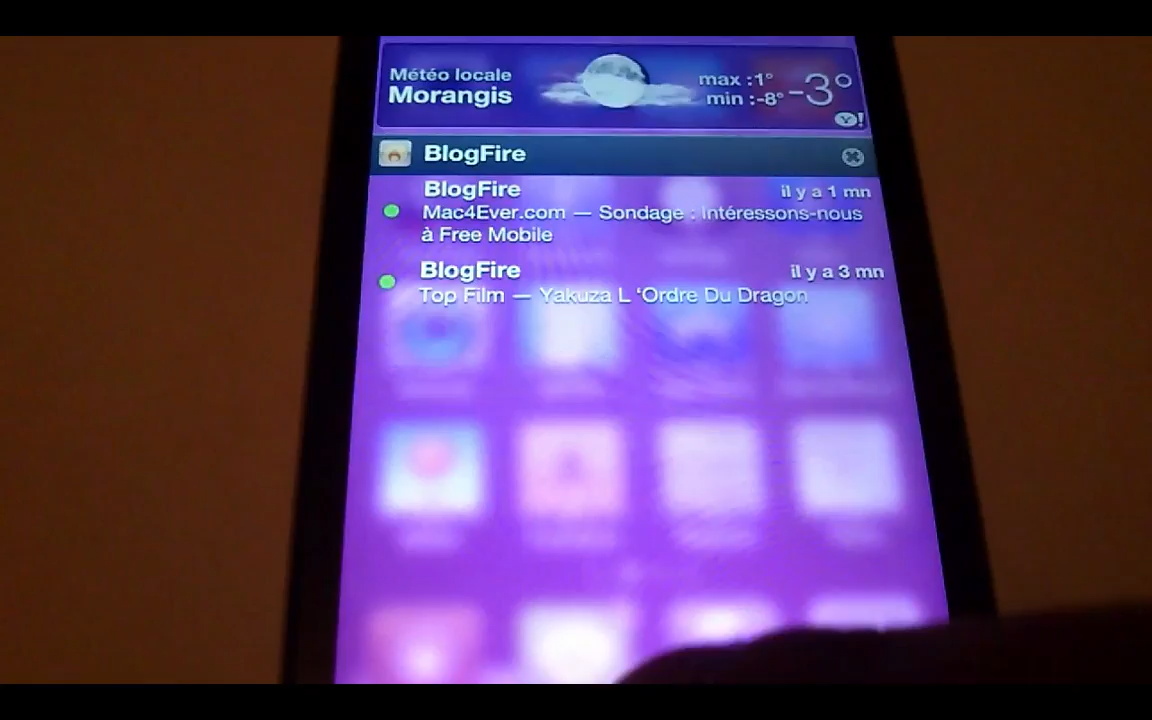 Météo locale
Morangis
max :1°
min :-8°
-3°
Y!
BlogFire
BlogFire
il y a 1 mn
Mac4Ever.com — Sondage : Intéressons-nous
à Free Mobile
BlogFire
il y a 3 mn
Top Film — Yakuza L ‘Ordre Du Dragon